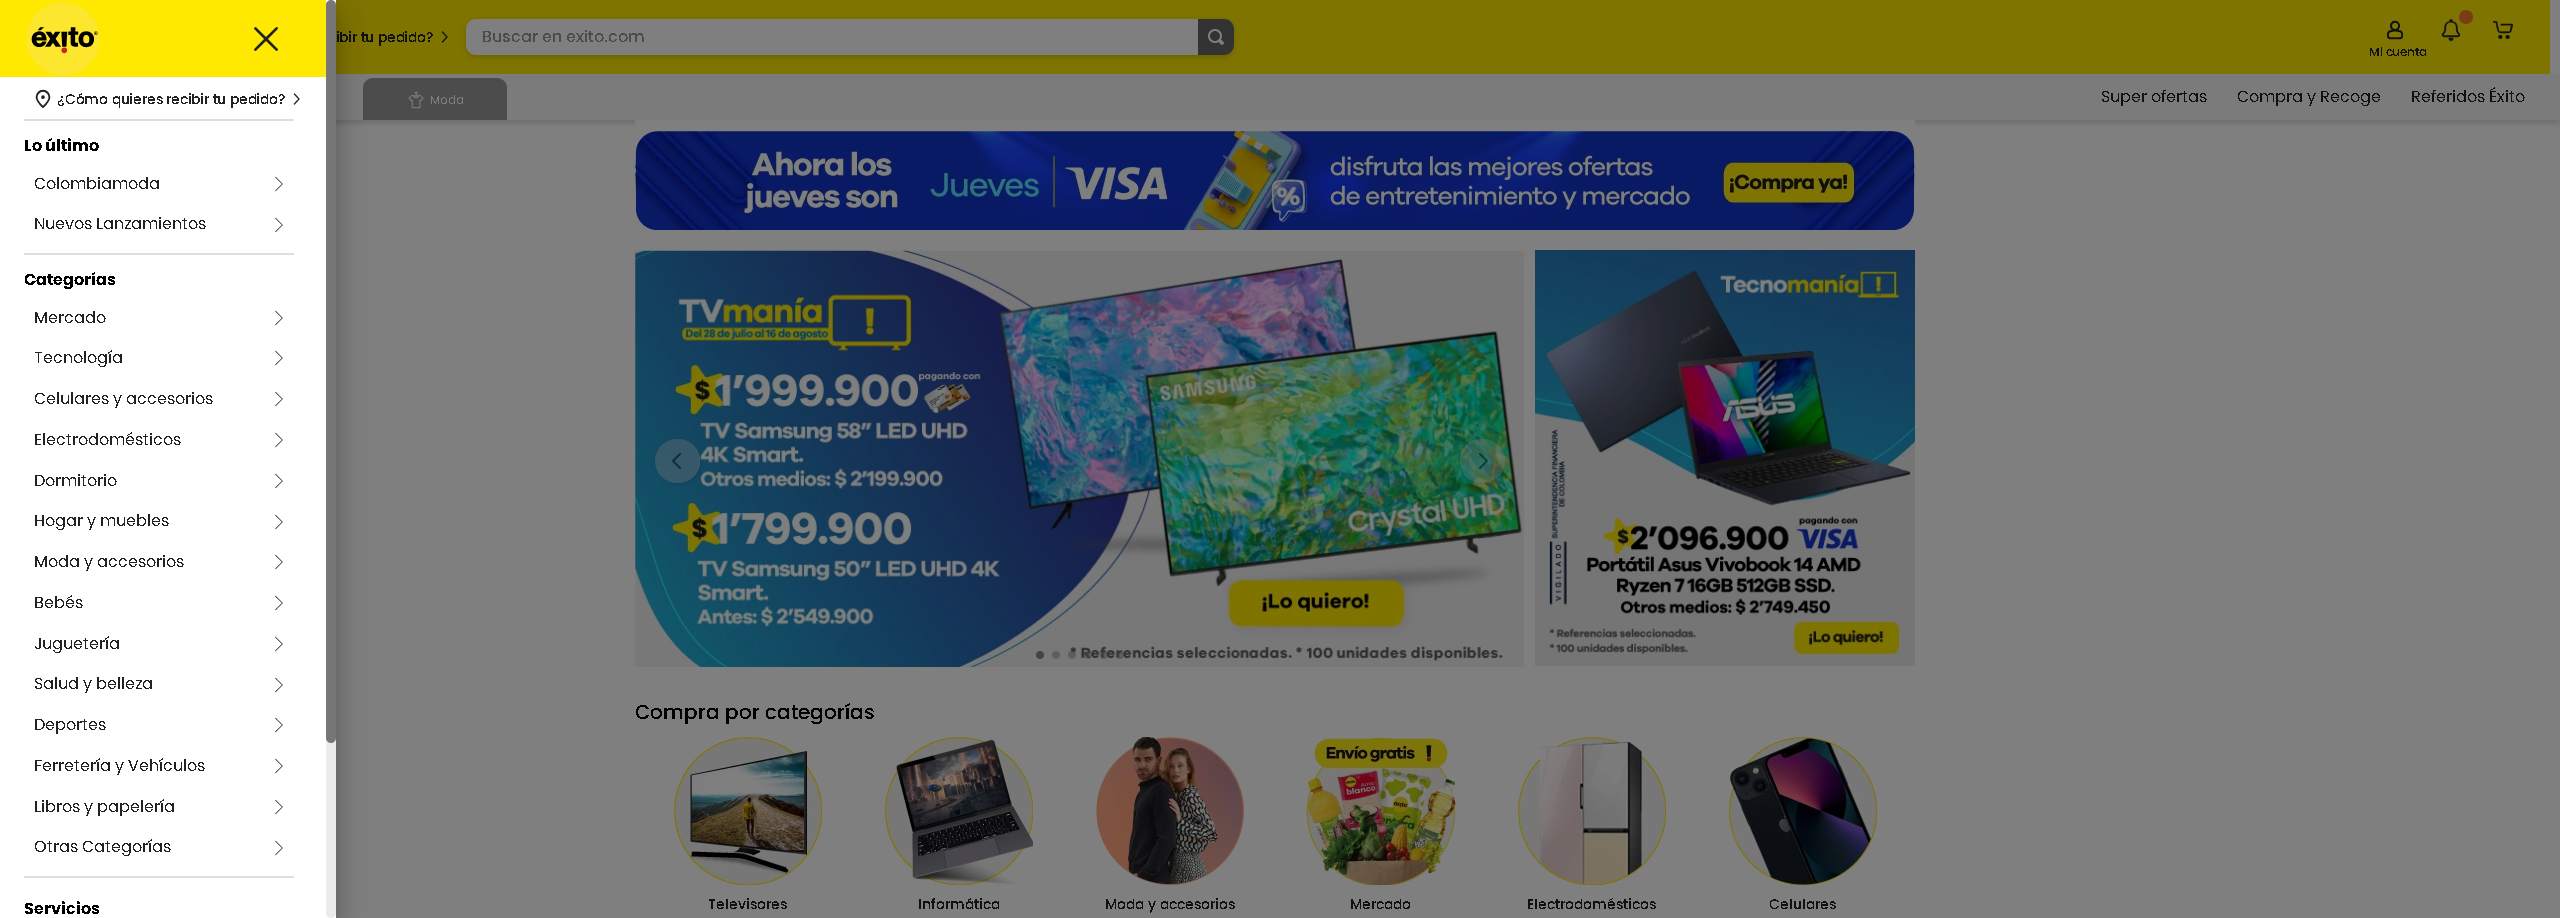 éxito
¿Cómo quieres recibir tu pedido?
Lo último
Colombiamoda
Nuevos Lanzamientos
Categorías
Mercado
Tecnología
Celulares y accesorios
Electrodomésticos
Dormitorio
Hogar y muebles
Moda y accesorios
Bebés
Juguetería
Salud y belleza
Deportes
Ferretería y Vehículos
Libros y papelería
Otras Categorías
Servicios
ibir tu pedido?
Buscar en exito.com
Mi cuenta
Moda
Super ofertas
Compra y Recoge
Referidos Éxito
Ahora los
jueves son
Jueves VISA
disfruta las mejores ofertas
de entretenimiento y mercado
¡Compra ya!
TVmanía
Del 28 de julio al 16 de agosto
$1'999.900 pagando con
TV Samsung 58" LED UHD
4K Smart.
Otros medios: $ 2'199.900
$1'799.900
TV Samsung 50" LED UHD 4K
Smart.
Antes: $ 2'549.900
SAMSUNG
Crystal UHD
¡Lo quiero!
* Referencias seleccionadas. * 100 unidades disponibles.
Tecnomanía
ASUS
VIGILADO SUPERINTENDENCIA FINANCIERA
DE COLOMBIA
$2'096.900 pagando con VISA
Portátil Asus Vivobook 14 AMD
Ryzen 7 16GB 512GB SSD.
Otros medios: $ 2'749.450
* Referencias seleccionadas.
* 100 unidades disponibles.
¡Lo quiero!
Compra por categorías
Envío gratis !
blanco
Televisores
Informática
Moda y accesorios
Mercado
Electrodomésticos
Celulares